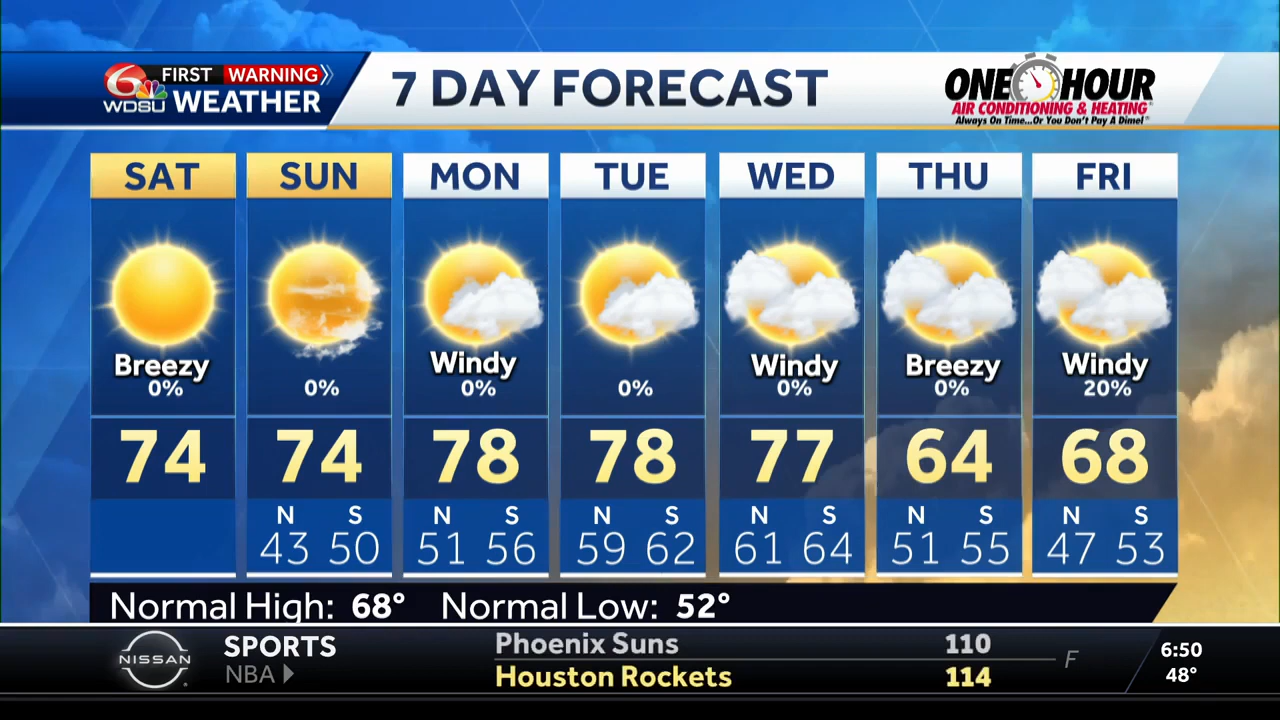 6 FIRST WARNING
WDSU WEATHER
7 DAY FORECAST
ONE HOUR
AIR CONDITIONING & HEATING
Always On Time...Or You Don't Pay A Dime!
SAT SUN MON TUE WED THU FRI
Breezy Windy Windy Breezy Windy
0% 0% 0% 0% 0% 0% 20%
74 74 78 78 77 64 68
N S N S N S N S N S N S
43 50 51 56 59 62 61 64 51 55 47 53
Normal High: 68° Normal Low: 52°
NISSAN
SPORTS
NBA
Phoenix Suns 110
Houston Rockets 114
F
6:50
48°